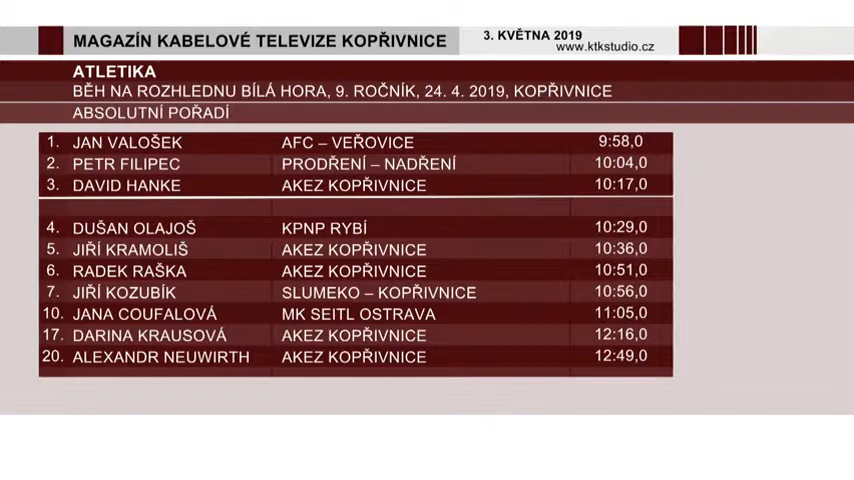 MAGAZÍN KABELOVÉ TELEVIZE KOPŘIVNICE
3. KVĚTNA 2019
www.ktkstudio.cz
ATLETIKA
BĚH NA ROZHLEDNU BÍLÁ HORA, 9. ROČNÍK, 24. 4. 2019, KOPŘIVNICE
ABSOLUTNÍ POŘADÍ
1. JAN VALOŠEK AFC – VEŘOVICE 9:58,0
2. PETR FILIPEC PRODŘENÍ – NADŘENÍ 10:04,0
3. DAVID HANKE AKEZ KOPŘIVNICE 10:17,0
4. DUŠAN OLAJOŠ KPNP RYBÍ 10:29,0
5. JIŘÍ KRAMOLIŠ AKEZ KOPŘIVNICE 10:36,0
6. RADEK RAŠKA AKEZ KOPŘIVNICE 10:51,0
7. JIŘÍ KOZUBÍK SLUMEKO – KOPŘIVNICE 10:56,0
10. JANA COUFALOVÁ MK SEITL OSTRAVA 11:05,0
17. DARINA KRAUSOVÁ AKEZ KOPŘIVNICE 12:16,0
20. ALEXANDR NEUWIRTH AKEZ KOPŘIVNICE 12:49,0